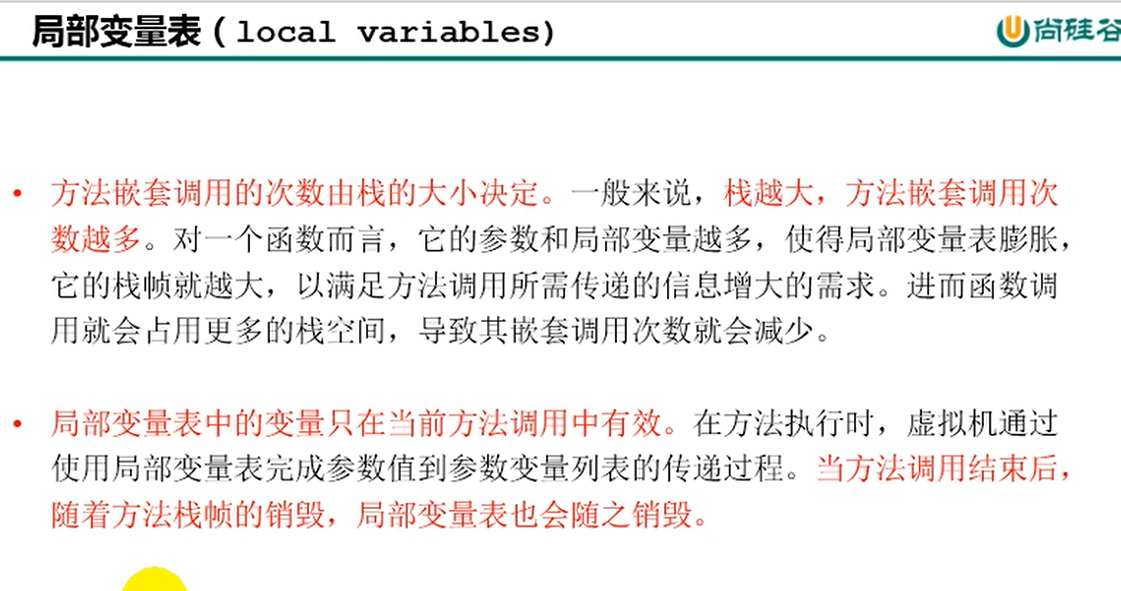 局部变量表（local variables）
尚硅谷
• 方法嵌套调用的次数由栈的大小决定。一般来说，栈越大，方法嵌套调用次
数越多。对一个函数而言，它的参数和局部变量越多，使得局部变量表膨胀，
它的栈帧就越大，以满足方法调用所需传递的信息增大的需求。进而函数调
用就会占用更多的栈空间，导致其嵌套调用次数就会减少。
• 局部变量表中的变量只在当前方法调用中有效。在方法执行时，虚拟机通过
使用局部变量表完成参数值到参数变量列表的传递过程。当方法调用结束后，
随着方法栈帧的销毁，局部变量表也会随之销毁。